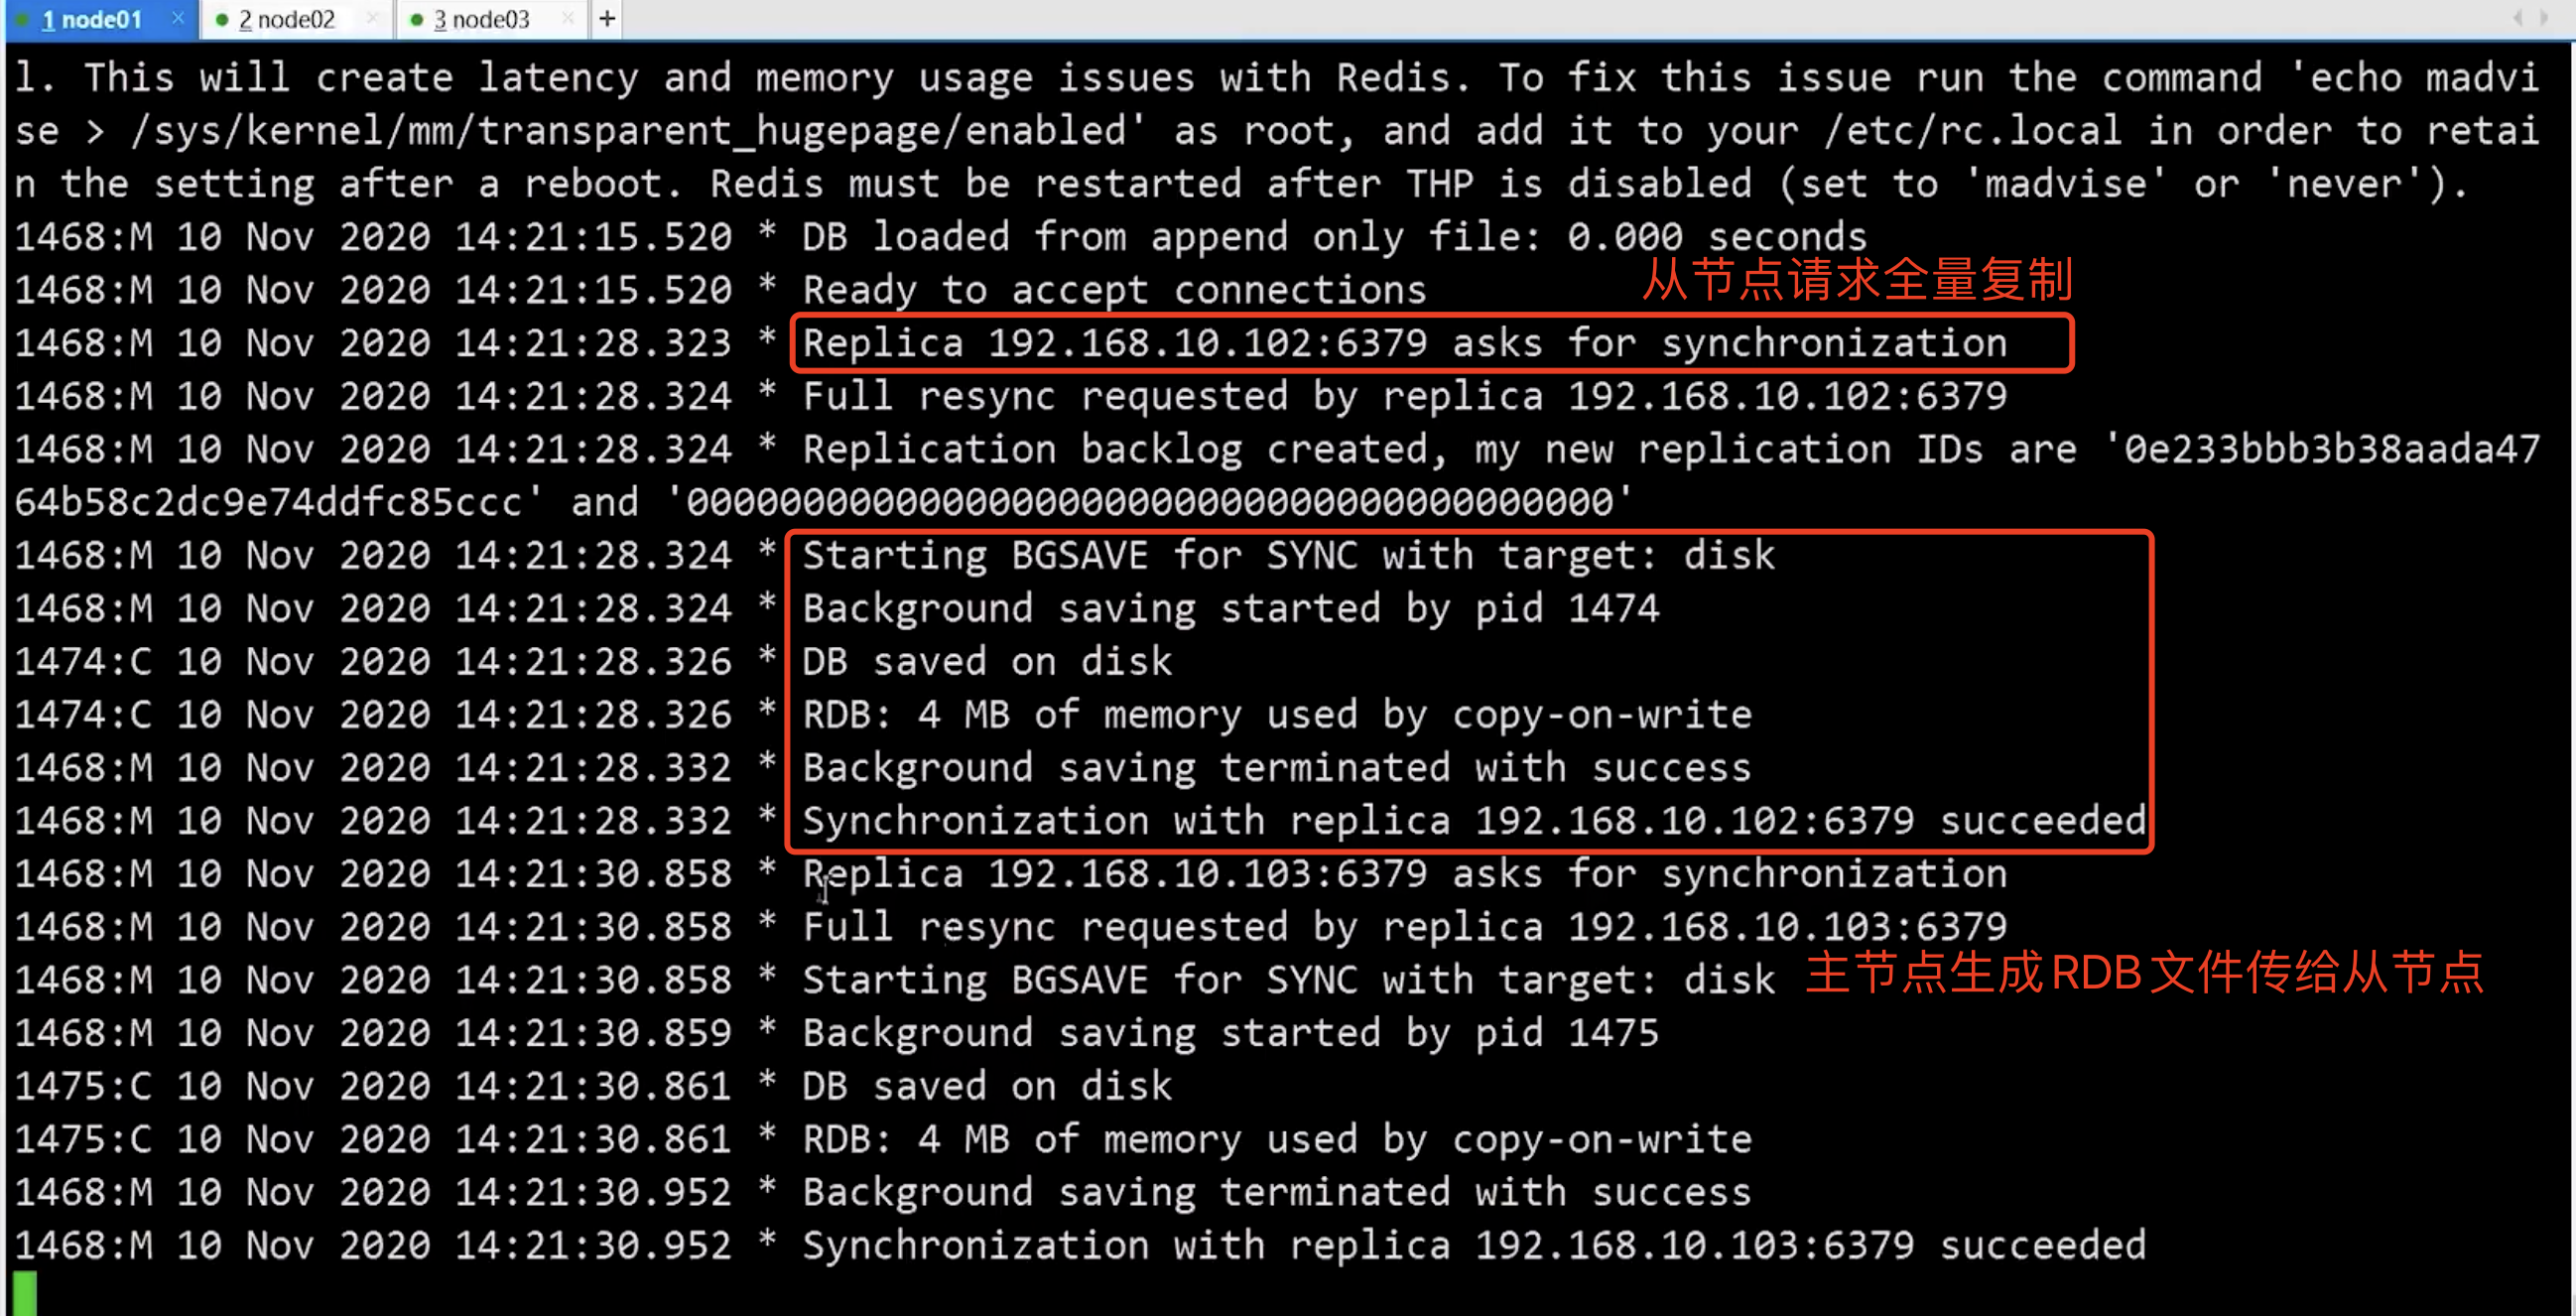 1 node01 × 2 node02 × 3 node03 × +
l. This will create latency and memory usage issues with Redis. To fix this issue run the command 'echo madvi
se > /sys/kernel/mm/transparent_hugepage/enabled' as root, and add it to your /etc/rc.local in order to retai
n the setting after a reboot. Redis must be restarted after THP is disabled (set to 'madvise' or 'never').
1468:M 10 Nov 2020 14:21:15.520 * DB loaded from append only file: 0.000 seconds
从节点请求全量复制
1468:M 10 Nov 2020 14:21:15.520 * Ready to accept connections
1468:M 10 Nov 2020 14:21:28.323 * Replica 192.168.10.102:6379 asks for synchronization
1468:M 10 Nov 2020 14:21:28.324 * Full resync requested by replica 192.168.10.102:6379
1468:M 10 Nov 2020 14:21:28.324 * Replication backlog created, my new replication IDs are '0e233bbb3b38aada47
64b58c2dc9e74ddfc85ccc' and '0000000000000000000000000000000000000000'
1468:M 10 Nov 2020 14:21:28.324 * Starting BGSAVE for SYNC with target: disk
1468:M 10 Nov 2020 14:21:28.324 * Background saving started by pid 1474
1474:C 10 Nov 2020 14:21:28.326 * DB saved on disk
1474:C 10 Nov 2020 14:21:28.326 * RDB: 4 MB of memory used by copy-on-write
1468:M 10 Nov 2020 14:21:28.332 * Background saving terminated with success
1468:M 10 Nov 2020 14:21:28.332 * Synchronization with replica 192.168.10.102:6379 succeeded
1468:M 10 Nov 2020 14:21:30.858 * Replica 192.168.10.103:6379 asks for synchronization
1468:M 10 Nov 2020 14:21:30.858 * Full resync requested by replica 192.168.10.103:6379
1468:M 10 Nov 2020 14:21:30.858 * Starting BGSAVE for SYNC with target: disk
主节点生成RDB文件传给从节点
1468:M 10 Nov 2020 14:21:30.859 * Background saving started by pid 1475
1475:C 10 Nov 2020 14:21:30.861 * DB saved on disk
1475:C 10 Nov 2020 14:21:30.861 * RDB: 4 MB of memory used by copy-on-write
1468:M 10 Nov 2020 14:21:30.952 * Background saving terminated with success
1468:M 10 Nov 2020 14:21:30.952 * Synchronization with replica 192.168.10.103:6379 succeeded